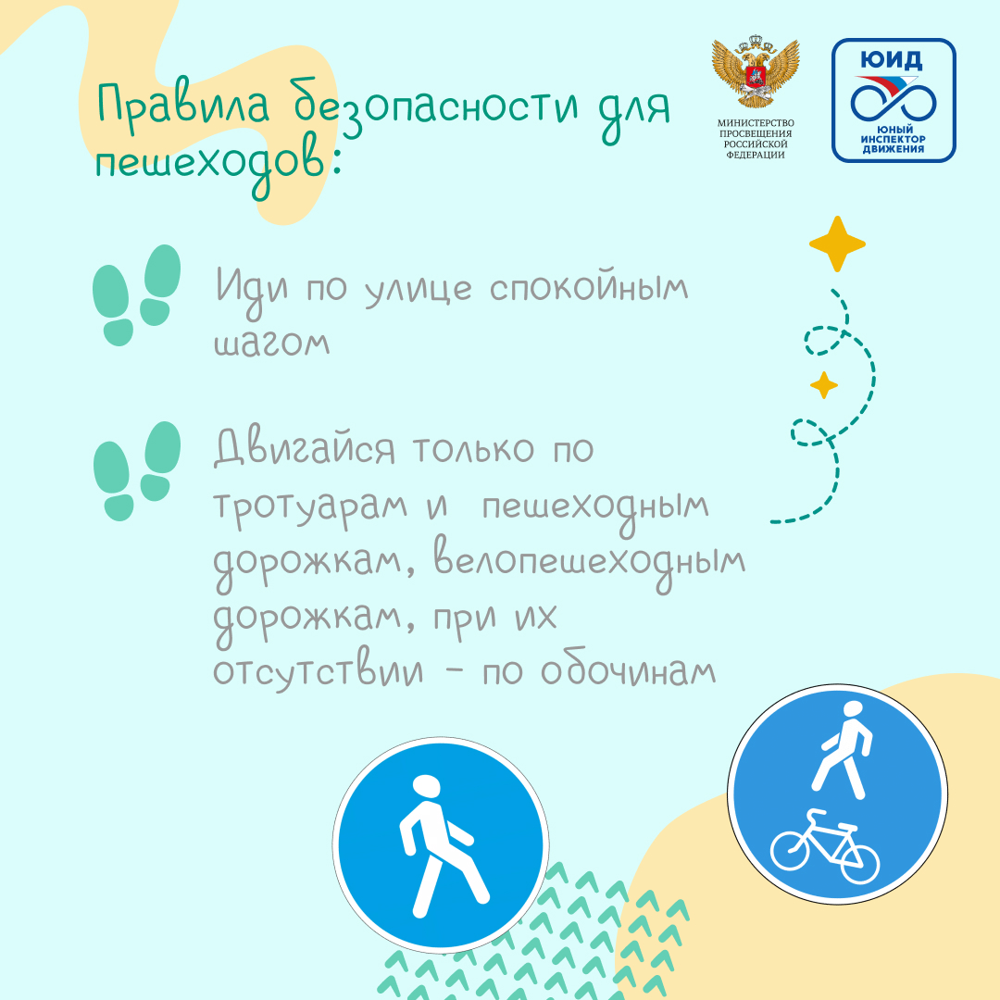 Правила безопасности для
пешеходов:
МИНИСТЕРСТВО
ПРОСВЕЩЕНИЯ
РОССИЙСКОЙ
ФЕДЕРАЦИИ
ЮИД
ЮНЫЙ
ИНСПЕКТОР
ДВИЖЕНИЯ
Иди по улице спокойным
шагом
Двигайся только по
тротуарам и пешеходным
дорожкам, велопешеходным
дорожкам, при их
отсутствии - по обочинам